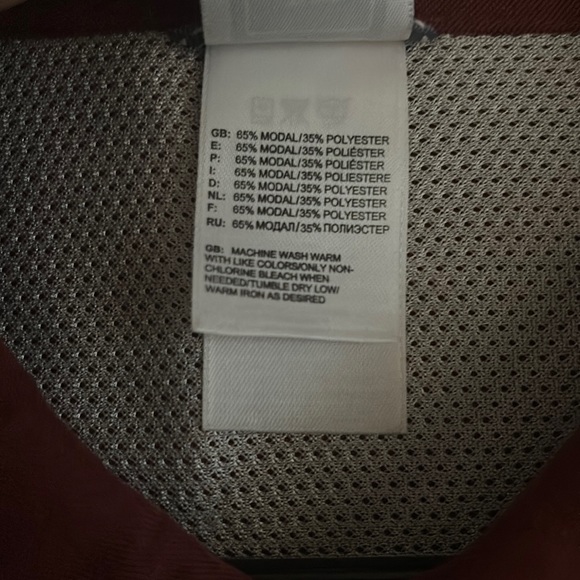 GB: 65% MODAL/35% POLYESTER
E: 65% MODAL/35% POLIÉSTER
P: 65% MODAL/35% POLIÉSTER
I: 65% MODAL/35% POLIESTERE
D: 65% MODAL/35% POLYESTER
NL: 65% MODAL/35% POLYESTER
F: 65% MODAL/35% POLYESTER
RU: 65% МОДАЛ/35% ПОЛИЭСТЕР
GB: MACHINE WASH WARM
WITH LIKE COLORS/ONLY NON-
CHLORINE BLEACH WHEN
NEEDED/TUMBLE DRY LOW/
WARM IRON AS DESIRED